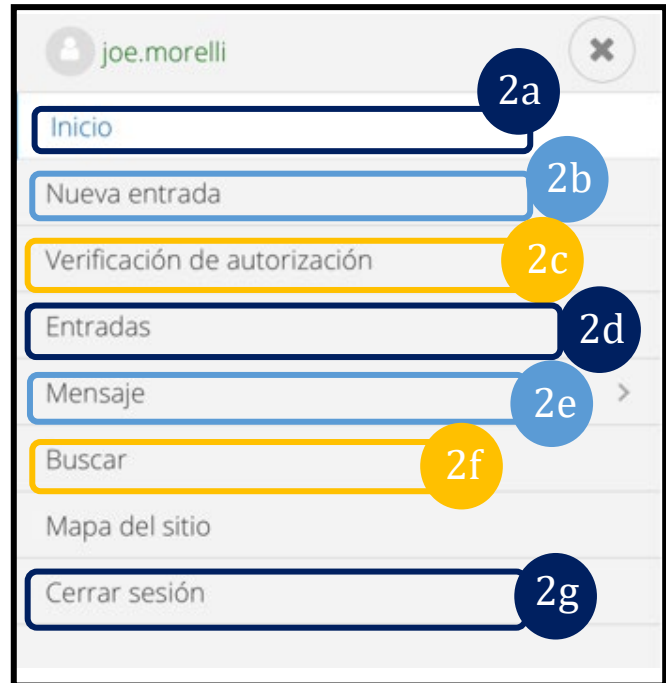 joe.morelli
2a
Inicio
2b
Nueva entrada
Verificación de autorización
2c
Entradas
2d
Mensaje
2e
Buscar
2f
Mapa del sitio
Cerrar sesión
2g